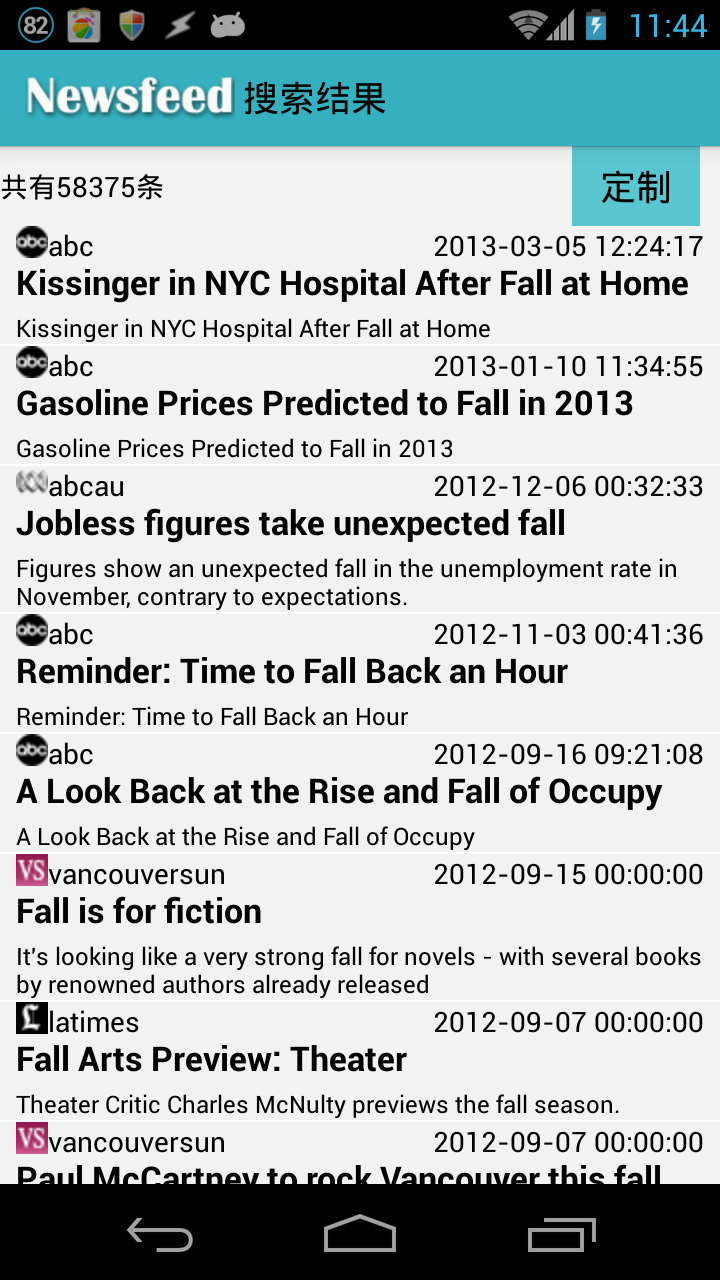 82 11:44
Newsfeed 搜索结果
共有58375条 定制
abc 2013-03-05 12:24:17
Kissinger in NYC Hospital After Fall at Home
Kissinger in NYC Hospital After Fall at Home
abc 2013-01-10 11:34:55
Gasoline Prices Predicted to Fall in 2013
Gasoline Prices Predicted to Fall in 2013
abcau 2012-12-06 00:32:33
Jobless figures take unexpected fall
Figures show an unexpected fall in the unemployment rate in
November, contrary to expectations.
abc 2012-11-03 00:41:36
Reminder: Time to Fall Back an Hour
Reminder: Time to Fall Back an Hour
abc 2012-09-16 09:21:08
A Look Back at the Rise and Fall of Occupy
A Look Back at the Rise and Fall of Occupy
VS vancouversun 2012-09-15 00:00:00
Fall is for fiction
It's looking like a very strong fall for novels - with several books
by renowned authors already released
L latimes 2012-09-07 00:00:00
Fall Arts Preview: Theater
Theater Critic Charles McNulty previews the fall season.
VS vancouversun 2012-09-07 00:00:00
Paul McCartney to rock Vancouver this fall